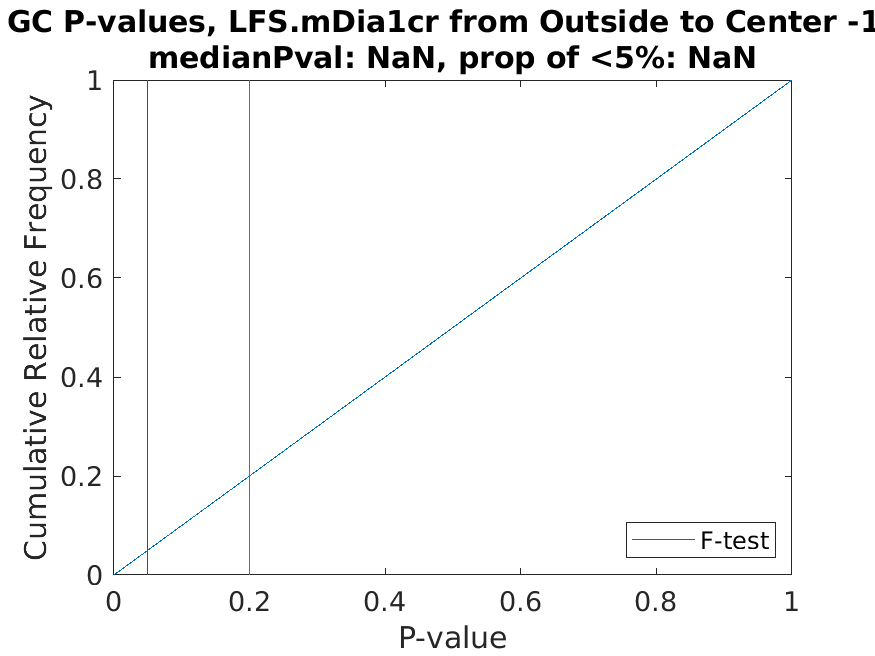 GC P-values, LFS.mDia1cr from Outside to Center -1
medianPval: NaN, prop of <5%: NaN
Cumulative Relative Frequency
1
0.8
0.6
0.4
0.2
0
F-test
0
0.2
0.4
0.6
0.8
1
P-value